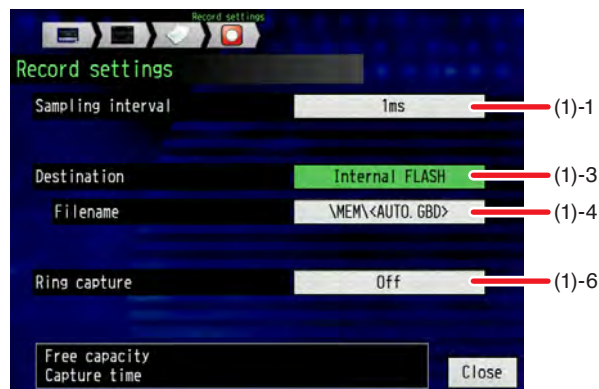 Record settings
Record settings
Sampling interval 1ms (1)-1
Destination Internal FLASH (1)-3
Filename \MEM\<AUTO.GBD> (1)-4
Ring capture Off (1)-6
Free capacity
Capture time
Close